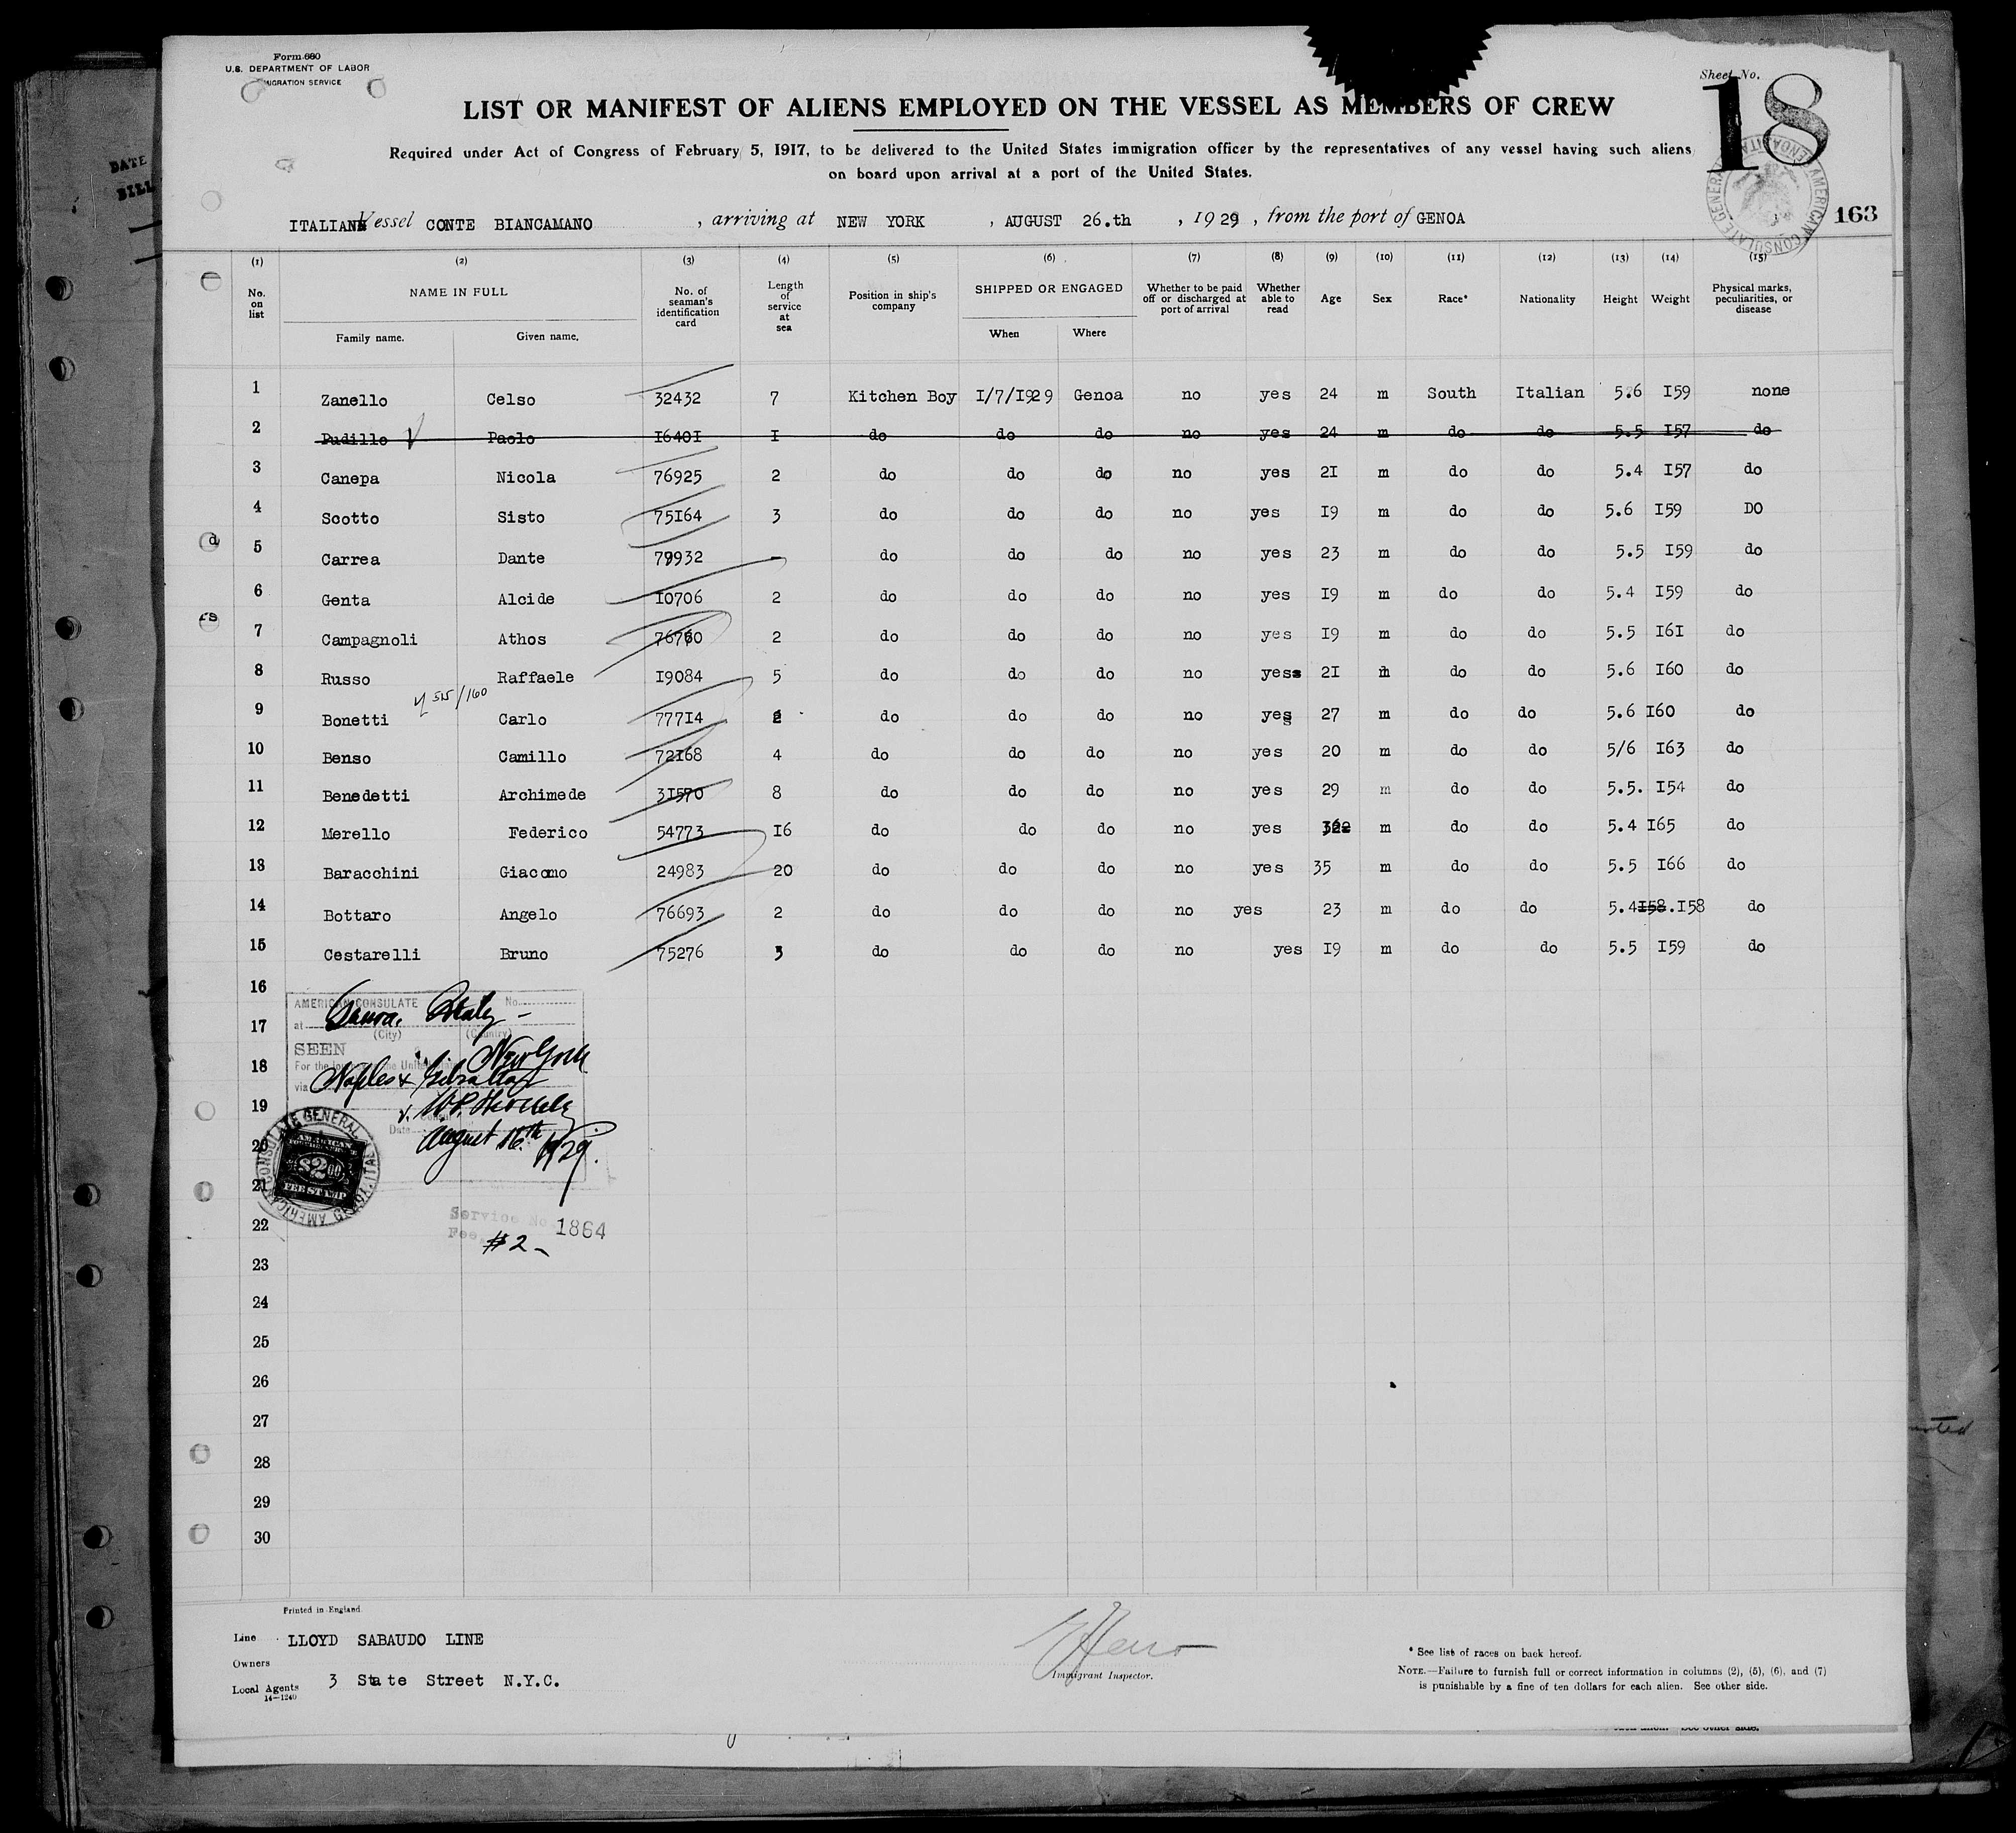 Form 680
U.S. DEPARTMENT OF LABOR
IMMIGRATION SERVICE
Sheet No.
18
LIST OR MANIFEST OF ALIENS EMPLOYED ON THE VESSEL AS MEMBERS OF CREW
Required under Act of Congress of February 5, 1917, to be delivered to the United States immigration officer by the representatives of any vessel having such aliens
on board upon arrival at a port of the United States.
ITALIAN Vessel CONTE BIANCAMANO , arriving at NEW YORK , AUGUST 26.th , 1929 , from the port of GENOA
163
(1) (2) (3) (4) (5) (6) (7) (8) (9) (10) (11) (12) (13) (14) (15)
No. on list NAME IN FULL Family name. Given name. No. of seaman's identification card Length of service at sea Position in ship's company SHIPPED OR ENGAGED When Where Whether to be paid off or discharged at port of arrival Whether able to read Age Sex Race* Nationality Height Weight Physical marks, peculiarities, or disease
1 Zanello Celso 32432 7 Kitchen Boy I/7/I929 Genoa no yes 24 m South Italian 5.6 I59 none
2 Pudillo Paolo I640I I do do do no yes 24 m do do 5.5 I57 do
3 Canepa Nicola 76925 2 do do do no yes 2I m do do 5.4 I57 do
4 Scotto Sisto 75I64 3 do do do no yes I9 m do do 5.6 I59 DO
5 Carrea Dante 79932 do do do no yes 23 m do do 5.5 I59 do
6 Genta Alcide I0706 2 do do do no yes I9 m do do 5.4 I59 do
7 Campagnoli Athos 2 do do do no yes I9 m do do 5.5 I6I do
8 Russo Raffaele I9084 5 do do do no yess 2I m do do 5.6 I60 do
9 Bonetti Carlo 777I4 2 do do do no yes 27 m do do 5.6 I60 do
10 Benso Camillo 72I68 4 do do do no yes 20 m do do 5/6 I63 do
11 Benedetti Archimede 3I570 8 do do do no yes 29 m do do 5.5. I54 do
12 Merello Federico 54773 I6 do do do no yes m do do 5.4 I65 do
13 Baracchini Giacomo 24983 20 do do do no yes 35 m do do 5.5 I66 do
14 Bottaro Angelo 76693 2 do do do no yes 23 m do do 5.4 I58.I58 do
15 Cestarelli Bruno 75276 3 do do do no yes I9 m do do 5.5 I59 do
16
AMERICAN CONSULATE No.
17
at Genoa, Italy -
(City) (Country)
SEEN
18
For the New York
via Naples & Gibraltar
19
Date August 16th 1929.
20
AMERICAN CONSULATE GENERAL
$2.00
21
FEE STAMP
22
Service No. 1864
Fee #2-
23
24
25
26
27
28
29
30
Printed in England.
Line LLOYD SABAUDO LINE
Owners
Local Agents 3 State Street N.Y.C.
14-1240
Immigrant Inspector.
* See list of races on back hereof.
NOTE.—Failure to furnish full or correct information in columns (2), (5), (6), and (7)
is punishable by a fine of ten dollars for each alien. See other side.